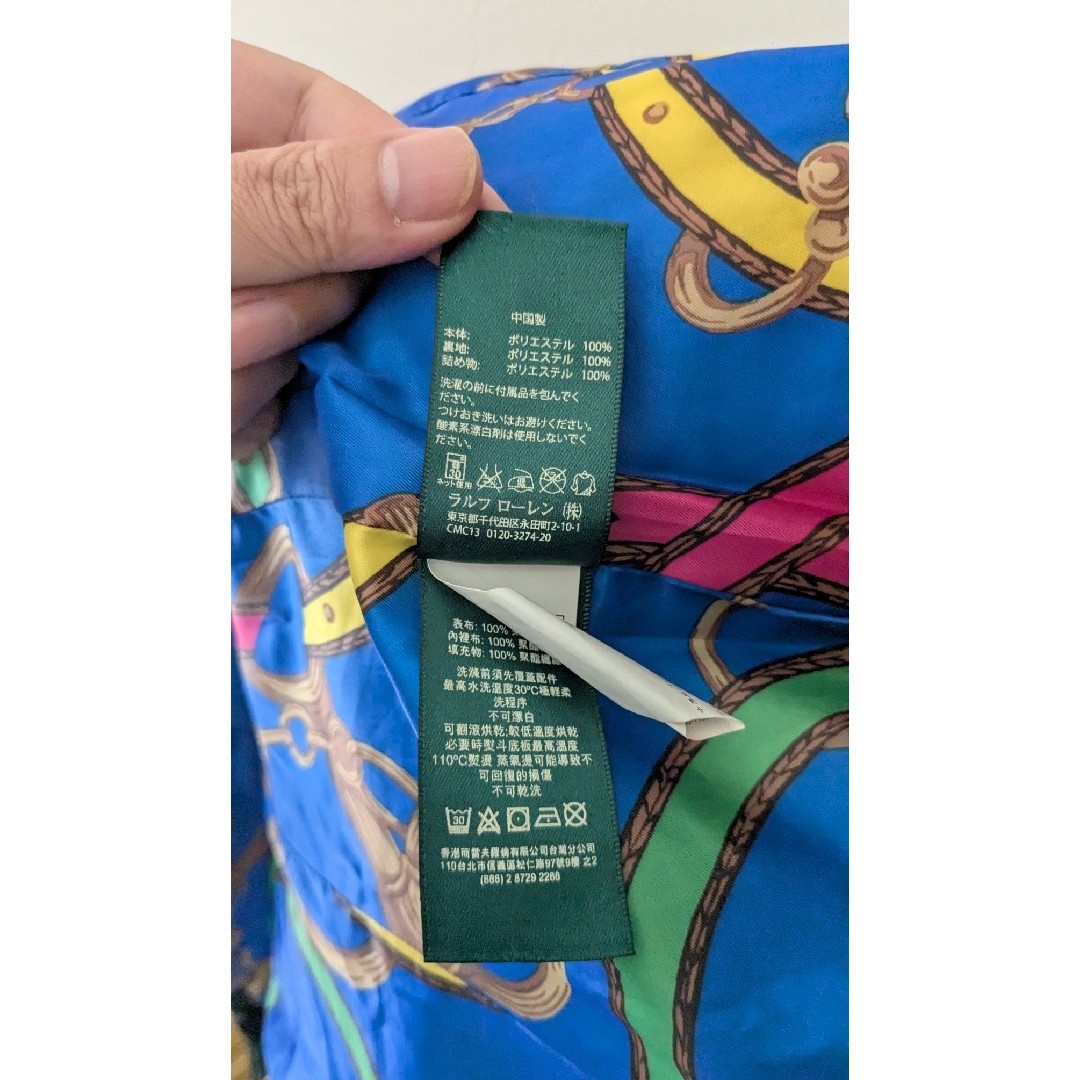 中国製
本体: ポリエステル 100%
裏地: ポリエステル 100%
詰め物: ポリエステル 100%
洗濯の前に付属品を包んでく
ださい。
つけおき洗いはお避けください。
酸素系漂白剤は使用しないでく
ださい。
30
ネット使用
ラルフ ローレン (株)
東京都千代田区永田町2-10-1
CMC13 0120-3274-20
表布: 100%
內裡布: 100% 聚酯
填充物: 100% 聚酯纖維
洗滌前須先覆蓋配件
最高水洗溫度30°C極輕柔
洗程序
不可漂白
可翻滾烘乾;較低溫度烘乾
必要時熨斗底板最高溫度
110°C熨燙 蒸氣燙可能導致不
可回復的損傷
不可乾洗
30
香港商雷夫羅倫有限公司台灣分公司
110台北市信義區松仁路97號9樓 之2
(886) 2 8729 2288